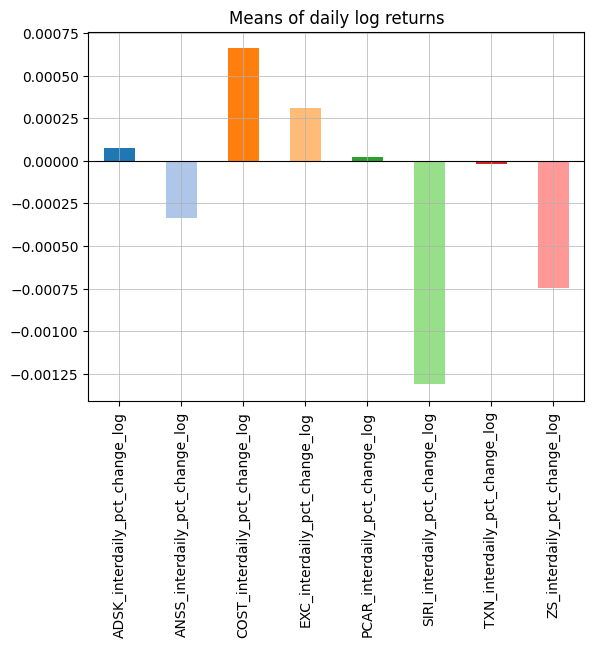 Means of daily log returns
0.00075
0.00050
0.00025
0.00000
−0.00025
−0.00050
−0.00075
−0.00100
−0.00125
ADSK_interdaily_pct_change_log
ANSS_interdaily_pct_change_log
COST_interdaily_pct_change_log
EXC_interdaily_pct_change_log
PCAR_interdaily_pct_change_log
SIRI_interdaily_pct_change_log
TXN_interdaily_pct_change_log
ZS_interdaily_pct_change_log